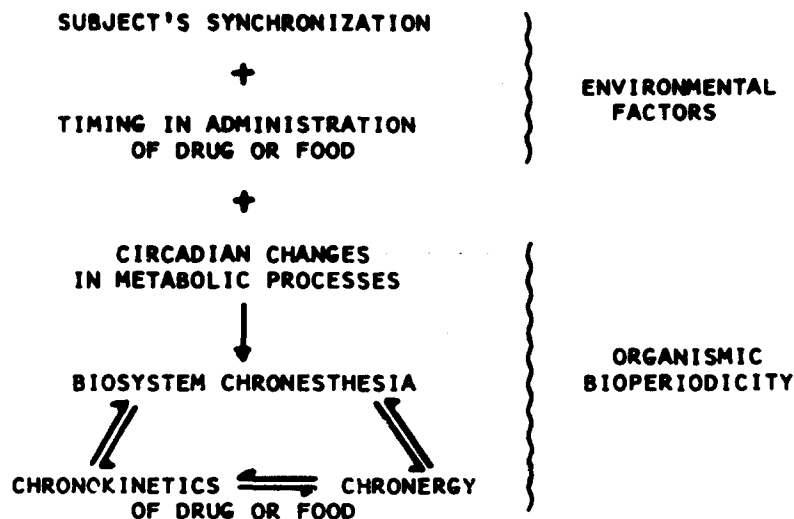 SUBJECT'S SYNCHRONIZATION
+
TIMING IN ADMINISTRATION
OF DRUG OR FOOD
ENVIRONMENTAL
FACTORS
+
CIRCADIAN CHANGES
IN METABOLIC PROCESSES
BIOSYSTEM CHRONESTHESIA
ORGANISMIC
BIOPERIODICITY
CHRONOKINETICS
CHRONERGY
OF DRUG OR FOOD